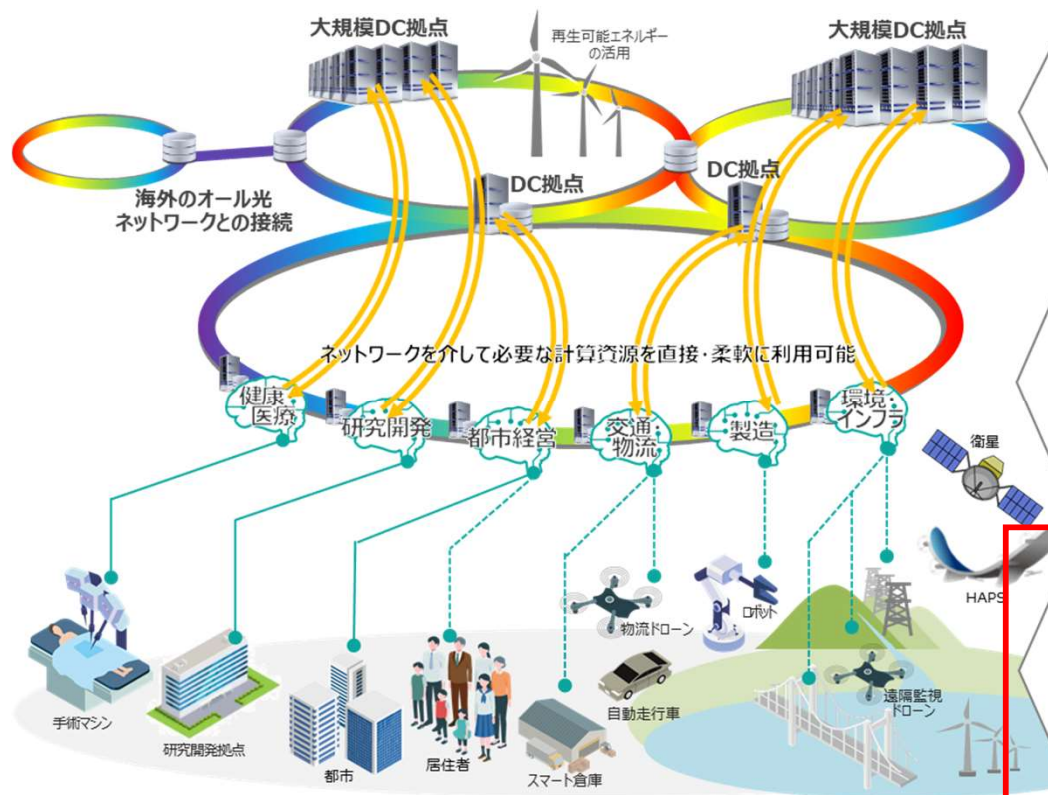 大規模DC拠点
再生可能エネルギー
の活用
大規模DC拠点
海外のオール光
ネットワークとの接続
DC拠点
DC拠点
ネットワークを介して必要な計算資源を直接・柔軟に利用可能
健康・
医療
研究開発
都市経営
交通・
物流
製造
環境・
インフラ
衛星
HAPS
物流ドローン
ロボット
手術マシン
研究開発拠点
都市
居住者
スマート倉庫
自動走行車
遠隔監視
ドローン